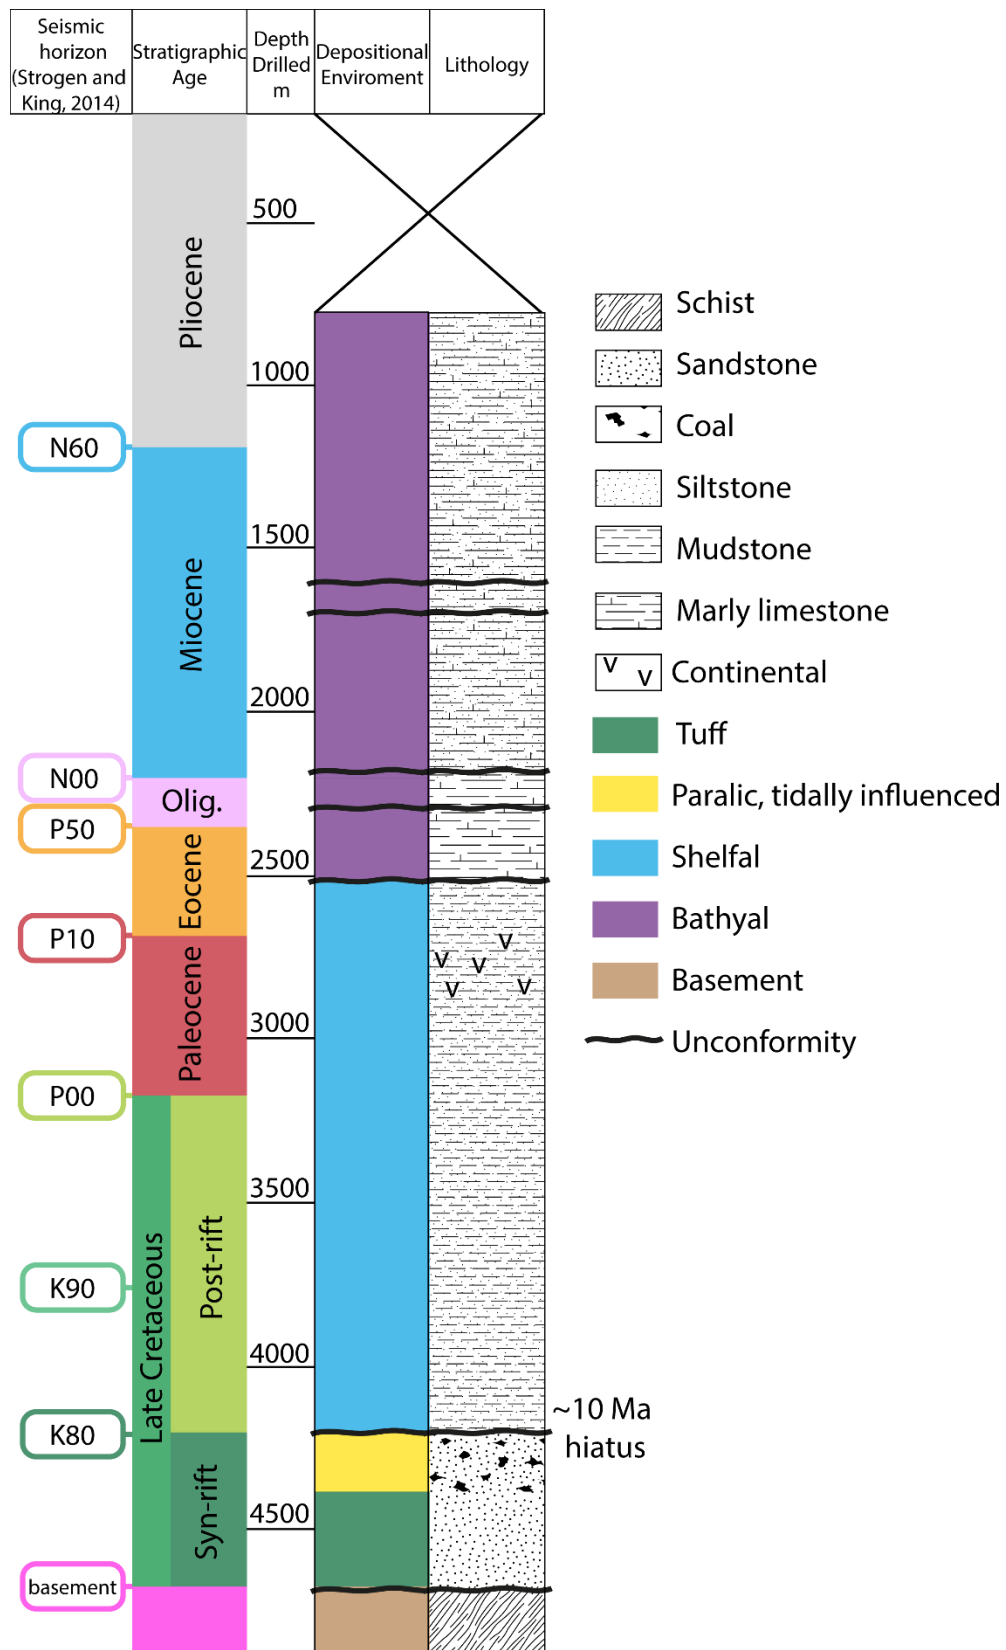 Seismic
horizon
(Strogen and
King, 2014)
Stratigraphic
Age
Depth
Drilled
m
Depositional
Enviroment
Lithology
500
1000
1500
2000
2500
3000
3500
4000
4500
N60
N00
P50
P10
P00
K90
K80
basement
Pliocene
Miocene
Olig.
Eocene
Paleocene
Late Cretaceous
Post-rift
Syn-rift
V
V
V
V
V
~10 Ma
hiatus
Schist
Sandstone
Coal
Siltstone
Mudstone
Marly limestone
V V Continental
Tuff
Paralic, tidally influenced
Shelfal
Bathyal
Basement
Unconformity